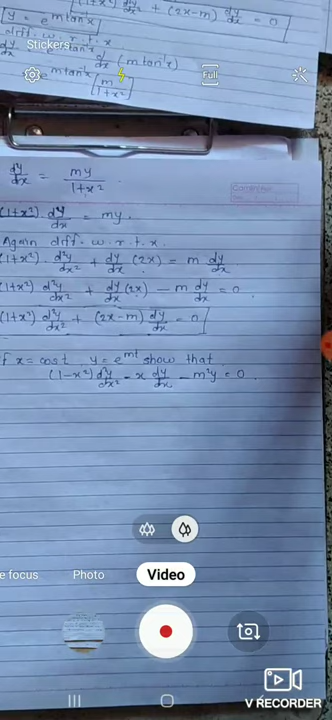 (1+x²) d²y/dx² + (2x-m) dy/dx = 0
y = e^(m tan⁻¹x)
diff. w.r.t. x
d/dx (m tan⁻¹x)
e^(m tan⁻¹x) [m/(1+x²)]
Stickers
Full
dy/dx = my/(1+x²).
(1+x²) dy/dx = my.
Again diff. w.r.t. x.
(1+x²) . d²y/dx² + dy/dx (2x) = m dy/dx
(1+x²) d²y/dx² + dy/dx (2x) - m dy/dx = 0.
(1+x²) d²y/dx² + (2x-m) dy/dx = 0
If x = cos t, y = e^(mt) show that
(1-x²) d²y/dx² - x dy/dx - m²y = 0.
e focus
Photo
Video
V RECORDER